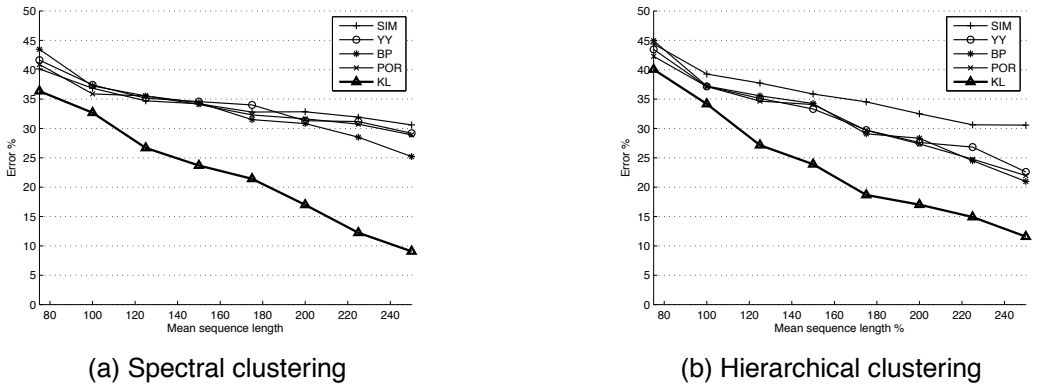 50
45
40
35
30
25
20
15
10
5
0
Error %
80 100 120 140 160 180 200 220 240
Mean sequence length
SIM
YY
BP
POR
KL
(a) Spectral clustering
50
45
40
35
30
25
20
15
10
5
0
Error %
80 100 120 140 160 180 200 220 240
Mean sequence length %
SIM
YY
BP
POR
KL
(b) Hierarchical clustering